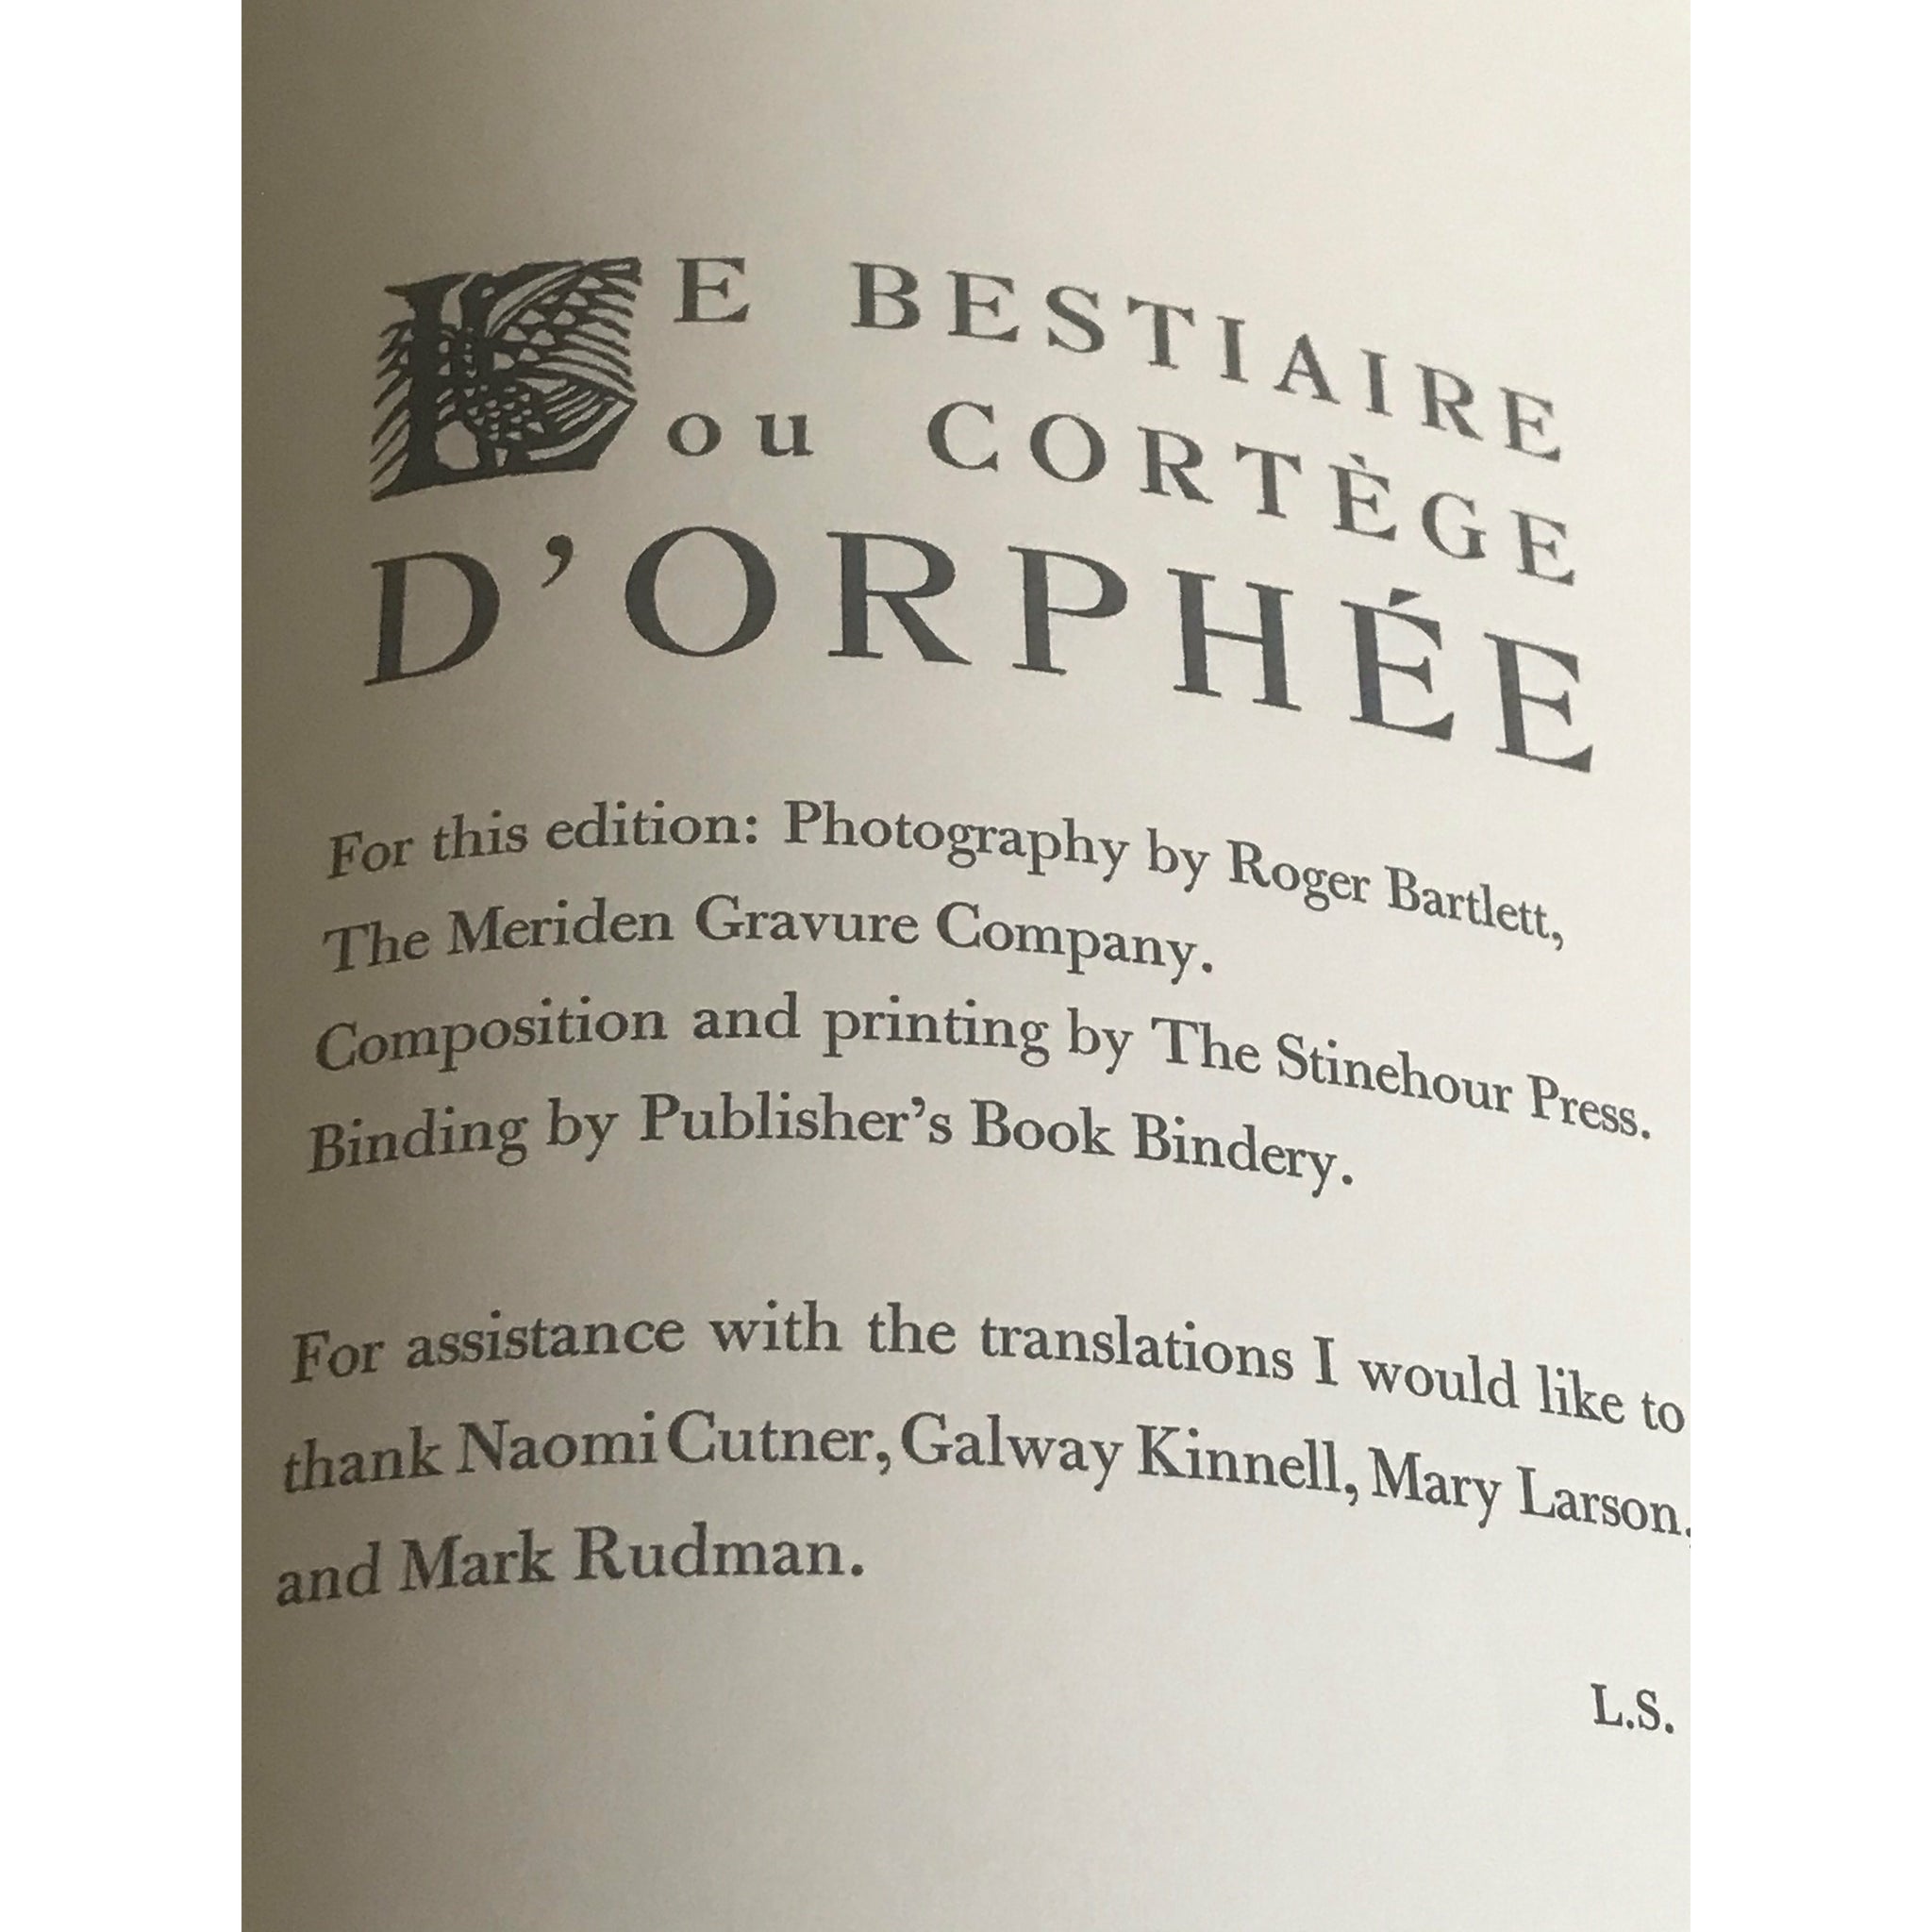 LE BESTIAIRE
ou CORTÈGE
D'ORPHÉE
For this edition: Photography by Roger Bartlett,
The Meriden Gravure Company.
Composition and printing by The Stinehour Press.
Binding by Publisher's Book Bindery.
For assistance with the translations I would like to
thank Naomi Cutner, Galway Kinnell, Mary Larson,
and Mark Rudman.
L.S.